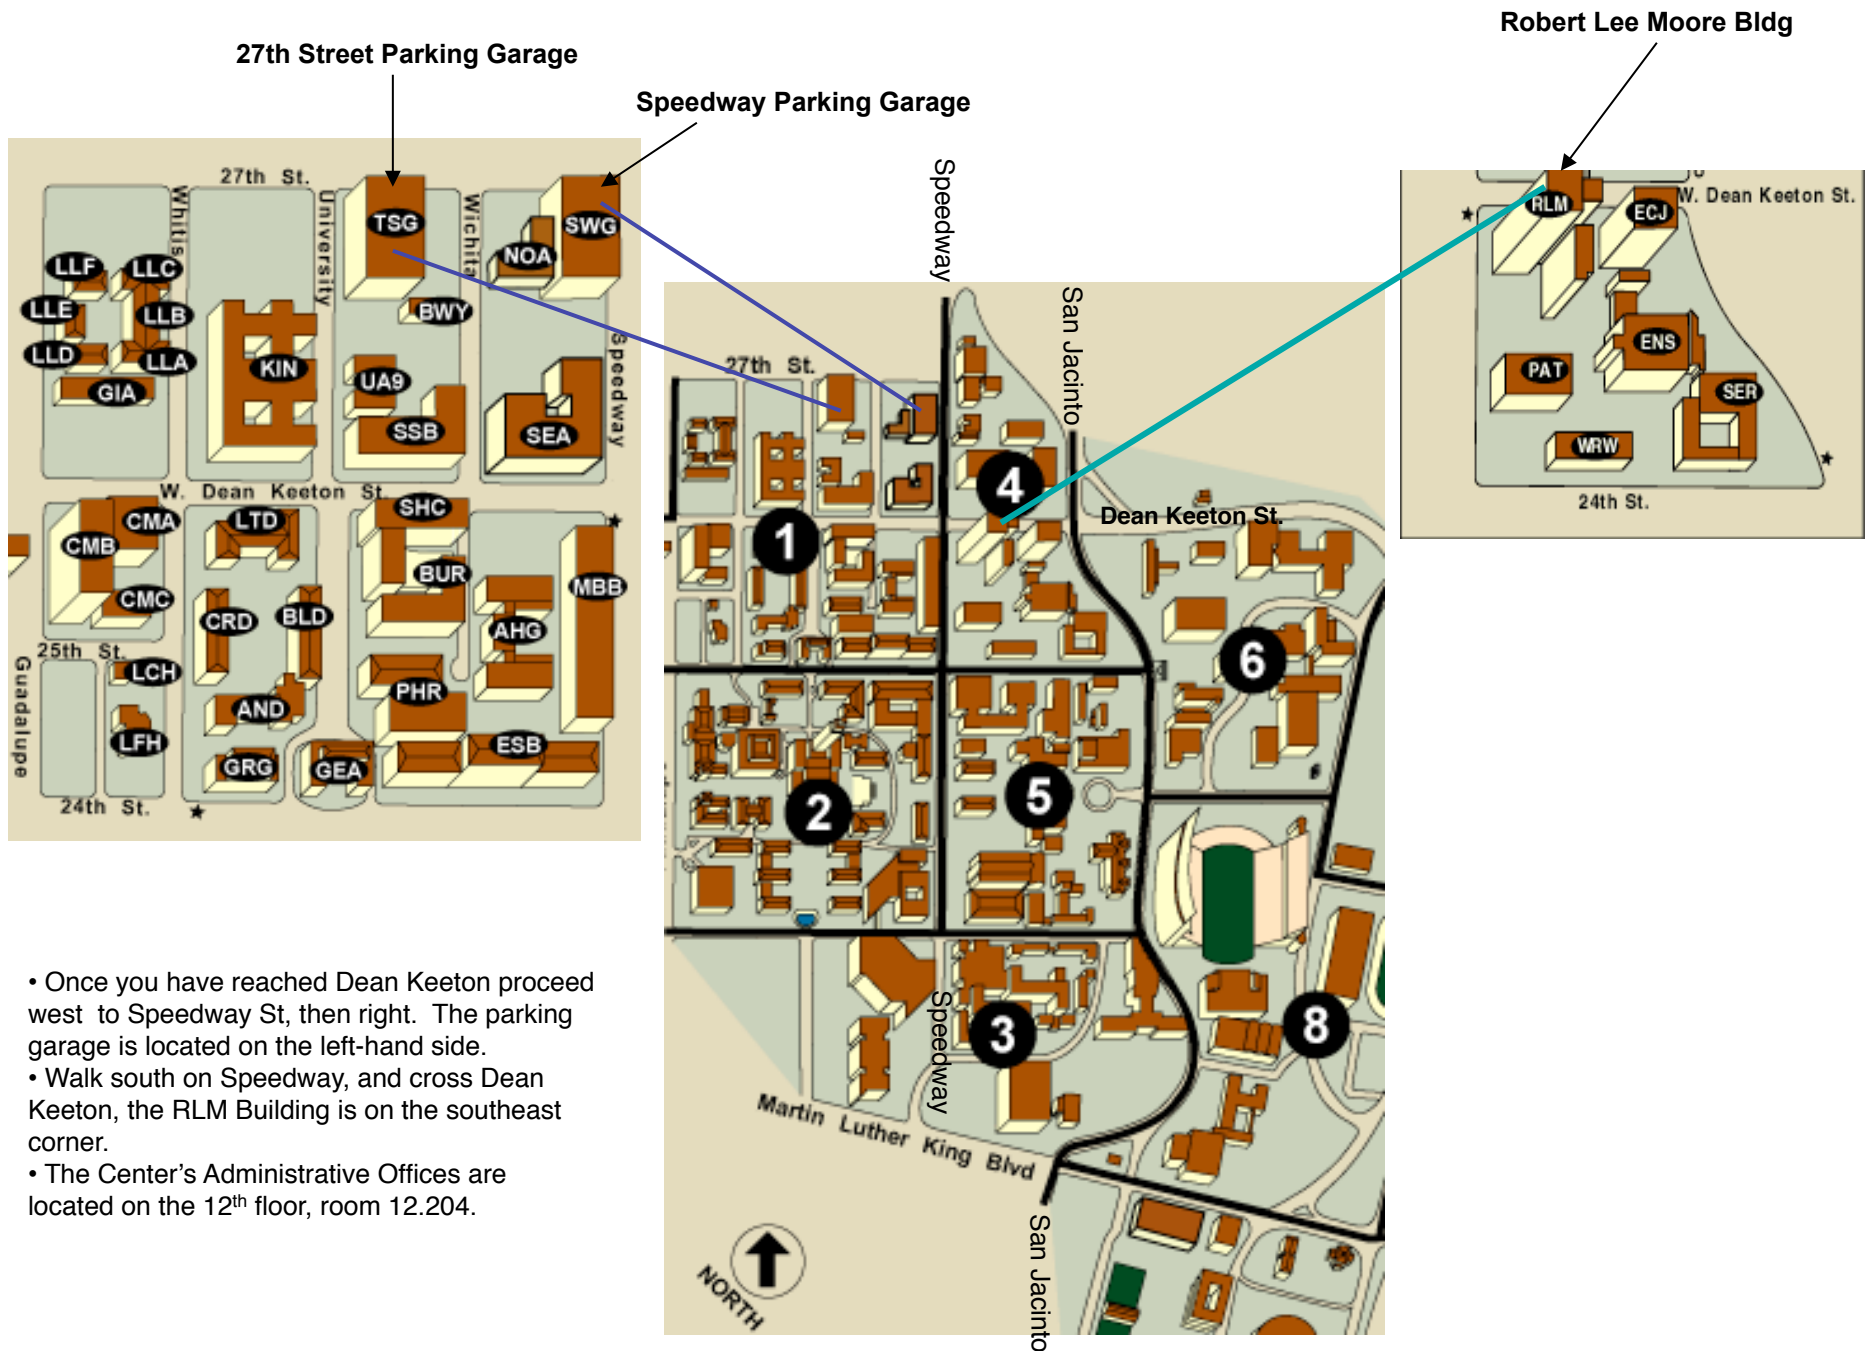 Robert Lee Moore Bldg
27th Street Parking Garage
Speedway Parking Garage
27th St.
Whitis
University
Wichita
Speedway
TSG
SWG
NOA
LLF
LLC
LLE
LLB
BWY
LLD
LLA
KIN
GIA
UA9
SSB
SEA
W. Dean Keeton St.
CMA
LTD
SHC
CMB
BUR
MBB
CMC
CRD
BLD
AHG
25th St.
LCH
PHR
Guadalupe
AND
LFH
ESB
GRG
GEA
24th St.
Speedway
San Jacinto
27th St.
4
Dean Keeton St.
1
6
2
5
3
8
Speedway
Martin Luther King Blvd
San Jacinto
NORTH
RLM
ECJ
W. Dean Keeton St.
ENS
PAT
SER
WRW
24th St.
• Once you have reached Dean Keeton proceed
west to Speedway St, then right. The parking
garage is located on the left-hand side.
• Walk south on Speedway, and cross Dean
Keeton, the RLM Building is on the southeast
corner.
• The Center's Administrative Offices are
located on the 12th floor, room 12.204.